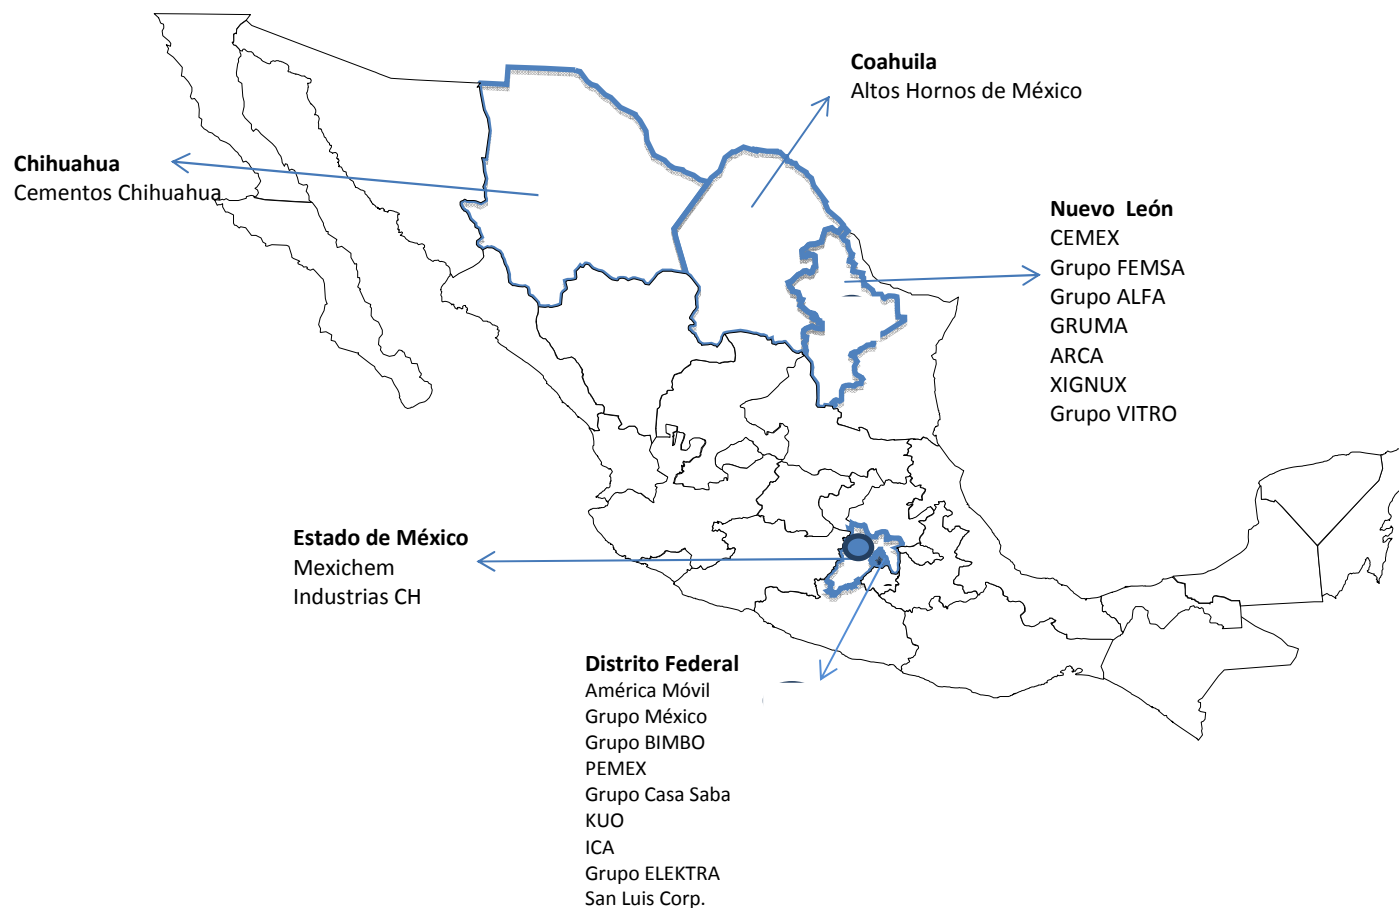 Coahuila
Altos Hornos de México
Chihuahua
Cementos Chihuahua
Nuevo León
CEMEX
Grupo FEMSA
Grupo ALFA
GRUMA
ARCA
XIGNUX
Grupo VITRO
Estado de México
Mexichem
Industrias CH
Distrito Federal
América Móvil
Grupo México
Grupo BIMBO
PEMEX
Grupo Casa Saba
KUO
ICA
Grupo ELEKTRA
San Luis Corp.